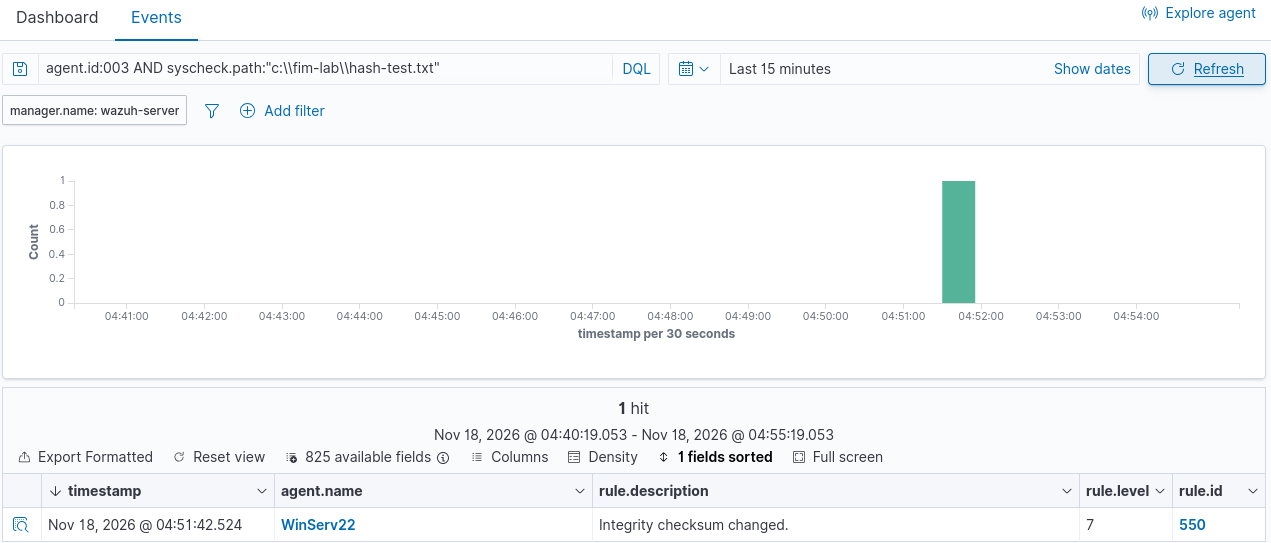 Dashboard Events Explore agent
agent.id:003 AND syscheck.path:"c:\\fim-lab\\hash-test.txt" DQL Last 15 minutes Show dates Refresh
manager.name: wazuh-server Add filter
1
0.8
0.6
0.4
0.2
0
Count
04:41:00 04:42:00 04:43:00 04:44:00 04:45:00 04:46:00 04:47:00 04:48:00 04:49:00 04:50:00 04:51:00 04:52:00 04:53:00 04:54:00
timestamp per 30 seconds
1 hit
Nov 18, 2026 @ 04:40:19.053 - Nov 18, 2026 @ 04:55:19.053
Export Formatted Reset view 825 available fields Columns Density 1 fields sorted Full screen
timestamp agent.name rule.description rule.level rule.id
Nov 18, 2026 @ 04:51:42.524 WinServ22 Integrity checksum changed. 7 550